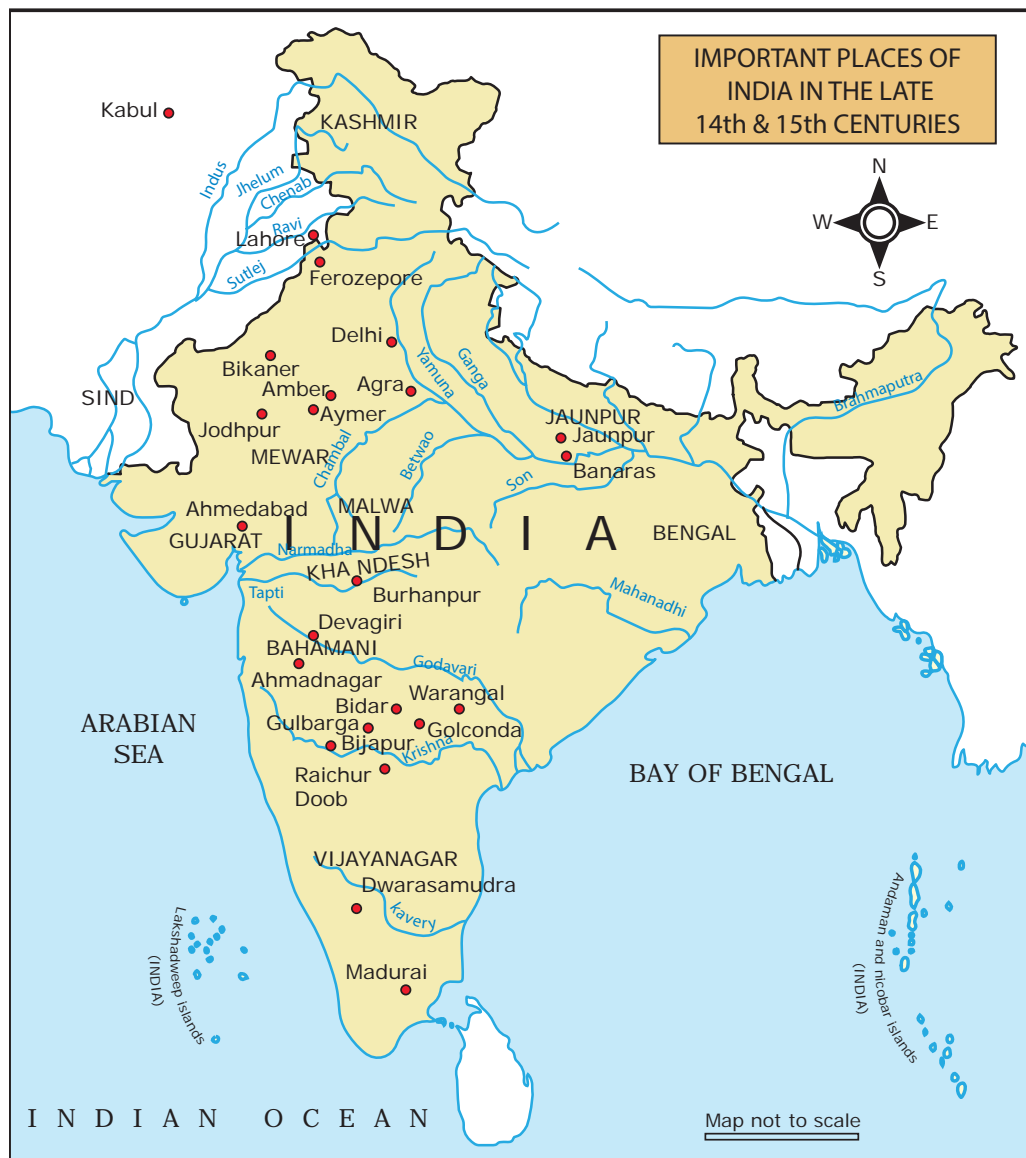 IMPORTANT PLACES OF
INDIA IN THE LATE
14th & 15th CENTURIES
Kabul
KASHMIR
Indus
Jhelum
Chenab
Ravi
Lahore
Sutlej
Ferozepore
N
W
E
S
Delhi
Bikaner
Amber
Agra
Yamuna
Ganga
SIND
Aymer
Jodhpur
MEWAR
Chambal
Betwao
JAUNPUR
Jaunpur
Banaras
Son
Brahmaputra
Ahmedabad
MALWA
GUJARAT
I N D I A
BENGAL
Narmadha
KHA NDESH
Tapti
Burhanpur
Mahanadhi
Devagiri
BAHAMANI
Godavari
Ahmadnagar
Warangal
Bidar
Gulbarga
Golconda
Bijapur
Krishna
Raichur
Doob
ARABIAN
SEA
BAY OF BENGAL
VIJAYANAGAR
Dwarasamudra
kavery
Madurai
Lakshadweep islands
(INDIA)
Andaman and nicobar islands
(INDIA)
INDIAN OCEAN
Map not to scale